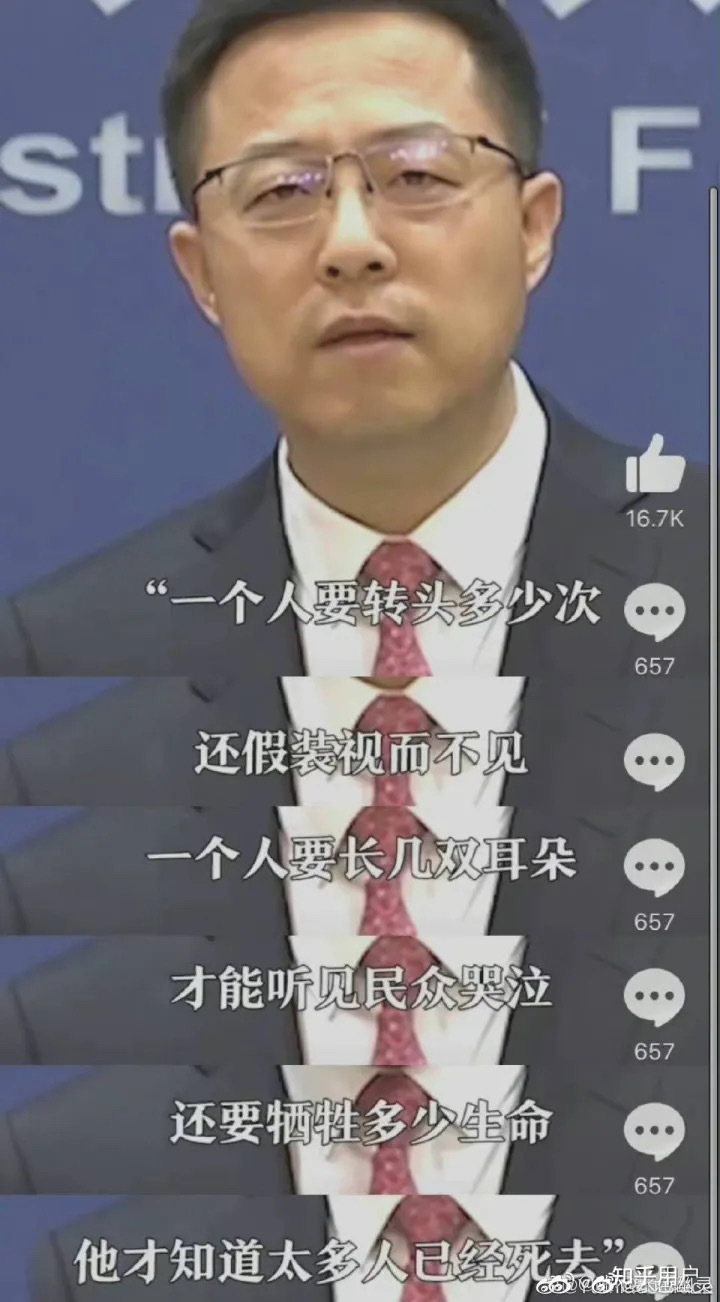 str
F
16.7K
“一个人要转头多少次
657
还假装视而不见
一个人要长几双耳朵
657
才能听见民众哭泣
657
还要牺牲多少生命
657
他才知道太多人已经死去”
知乎用户